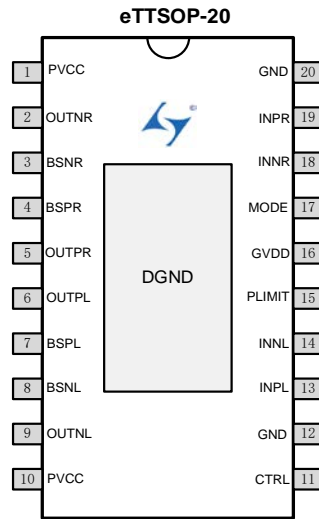 eTTSOP-20
1 PVCC GND 20
2 OUTNR INPR 19
3 BSNR INNR 18
4 BSPR MODE 17
5 OUTPR GVDD 16
6 OUTPL PLIMIT 15
7 BSPL INNL 14
8 BSNL INPL 13
9 OUTNL GND 12
10 PVCC CTRL 11
®
DGND